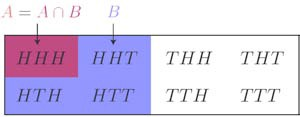 A = A ∩ B B
HHH HHT THH THT
HTH HTT TTH TTT